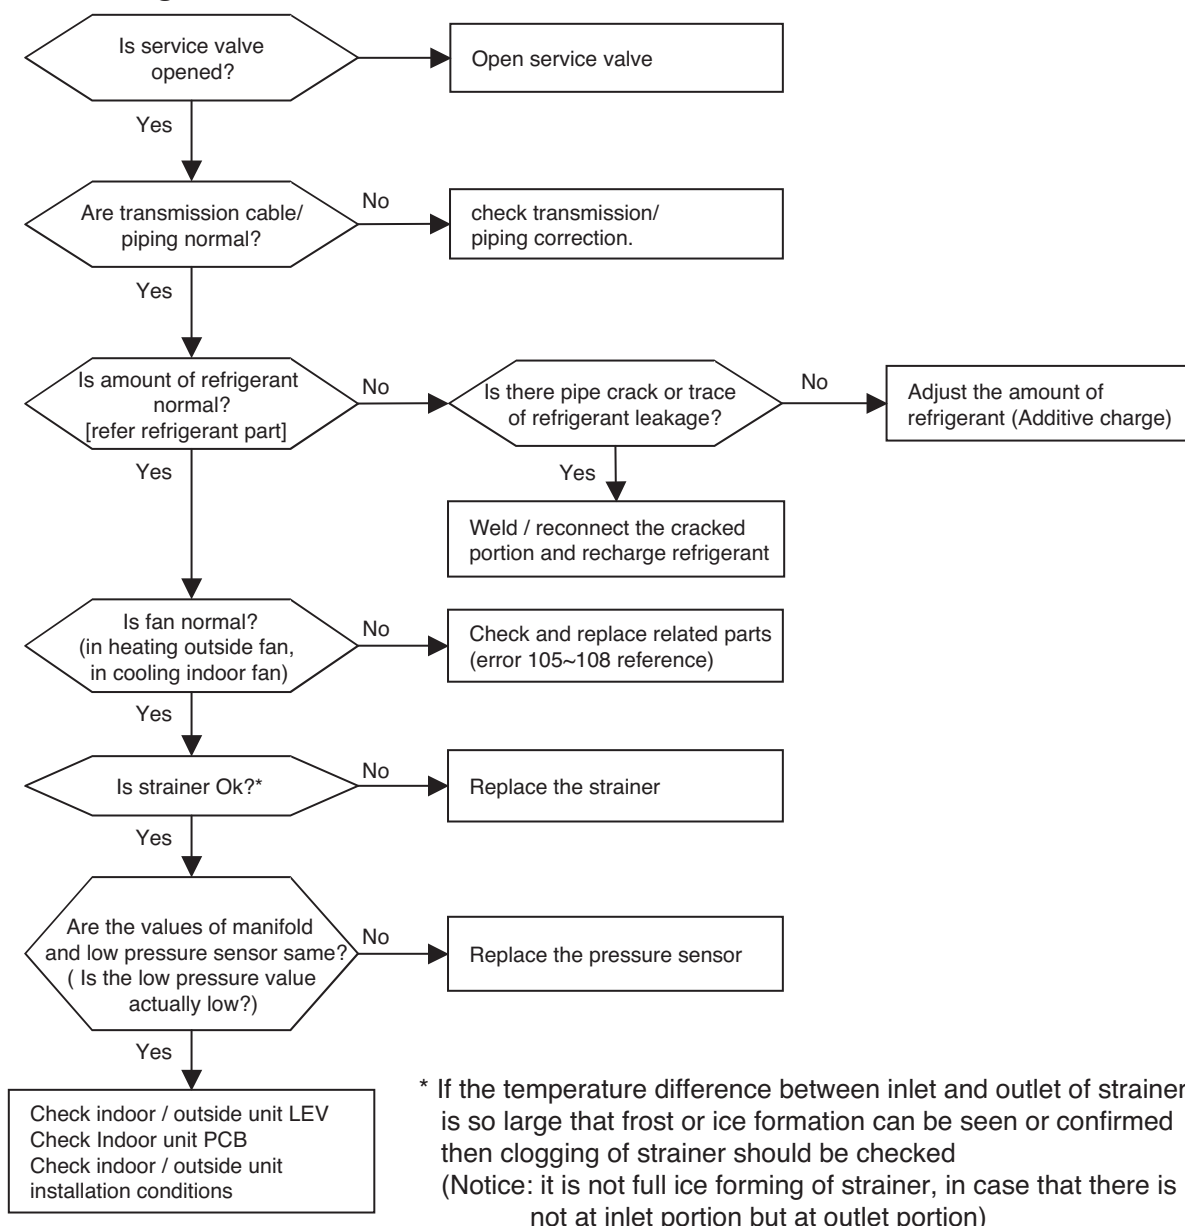 Is service valve
opened?
Open service valve
Yes
Are transmission cable/
piping normal?
No
check transmission/
piping correction.
Yes
Is amount of refrigerant
normal?
[refer refrigerant part]
No
Is there pipe crack or trace
of refrigerant leakage?
No
Adjust the amount of
refrigerant (Additive charge)
Yes
Yes
Weld / reconnect the cracked
portion and recharge refrigerant
Is fan normal?
(in heating outside fan,
in cooling indoor fan)
No
Check and replace related parts
(error 105~108 reference)
Yes
Is strainer Ok?*
No
Replace the strainer
Yes
Are the values of manifold
and low pressure sensor same?
( Is the low pressure value
actually low?)
No
Replace the pressure sensor
Yes
Check indoor / outside unit LEV
Check Indoor unit PCB
Check indoor / outside unit
installation conditions
* If the temperature difference between inlet and outlet of strainer
is so large that frost or ice formation can be seen or confirmed
then clogging of strainer should be checked
(Notice: it is not full ice forming of strainer, in case that there is
not at inlet portion but at outlet portion)